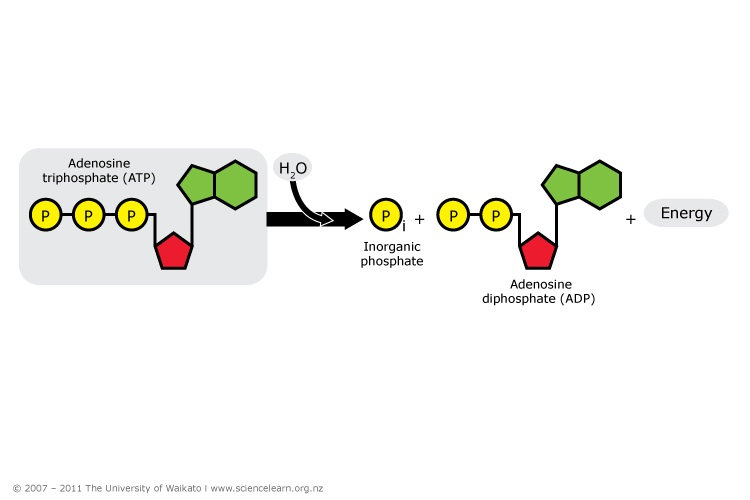 Adenosine
triphosphate (ATP)
P P P
H₂O
P i +
Inorganic
phosphate
P P
Adenosine
diphosphate (ADP)
+ Energy
© 2007 – 2011 The University of Waikato I www.sciencelearn.org.nz